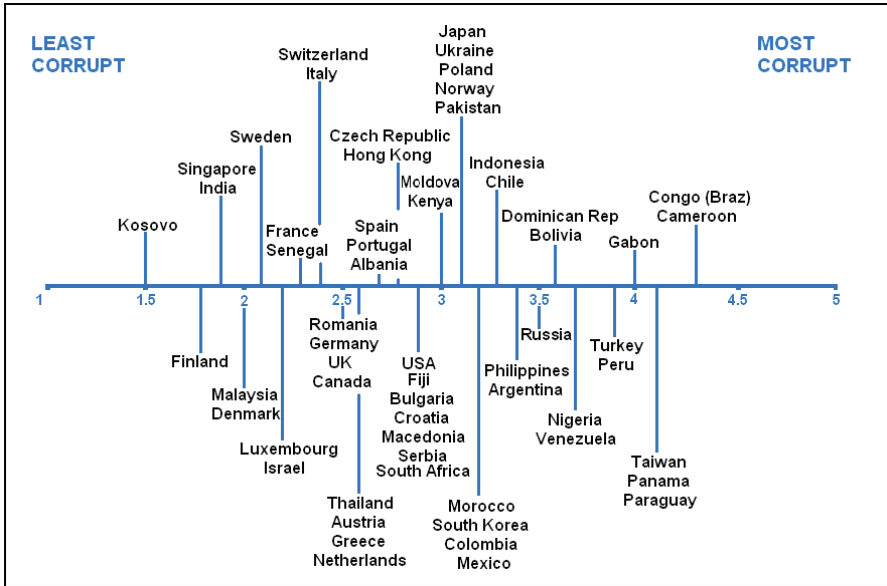 LEAST
CORRUPT
Switzerland
Italy
Japan
Ukraine
Poland
Norway
Pakistan
MOST
CORRUPT
Sweden
Czech Republic
Hong Kong
Singapore
India
Moldova
Kenya
Indonesia
Chile
Kosovo
France
Senegal
Spain
Portugal
Albania
Dominican Rep
Bolivia
Gabon
Congo (Braz)
Cameroon
1 1.5 2 2.5 3 3.5 4 4.5 5
Finland
Malaysia
Denmark
Luxembourg
Israel
Romania
Germany
UK
Canada
Thailand
Austria
Greece
Netherlands
USA
Fiji
Bulgaria
Croatia
Macedonia
Serbia
South Africa
Morocco
South Korea
Colombia
Mexico
Philippines
Argentina
Russia
Nigeria
Venezuela
Turkey
Peru
Taiwan
Panama
Paraguay